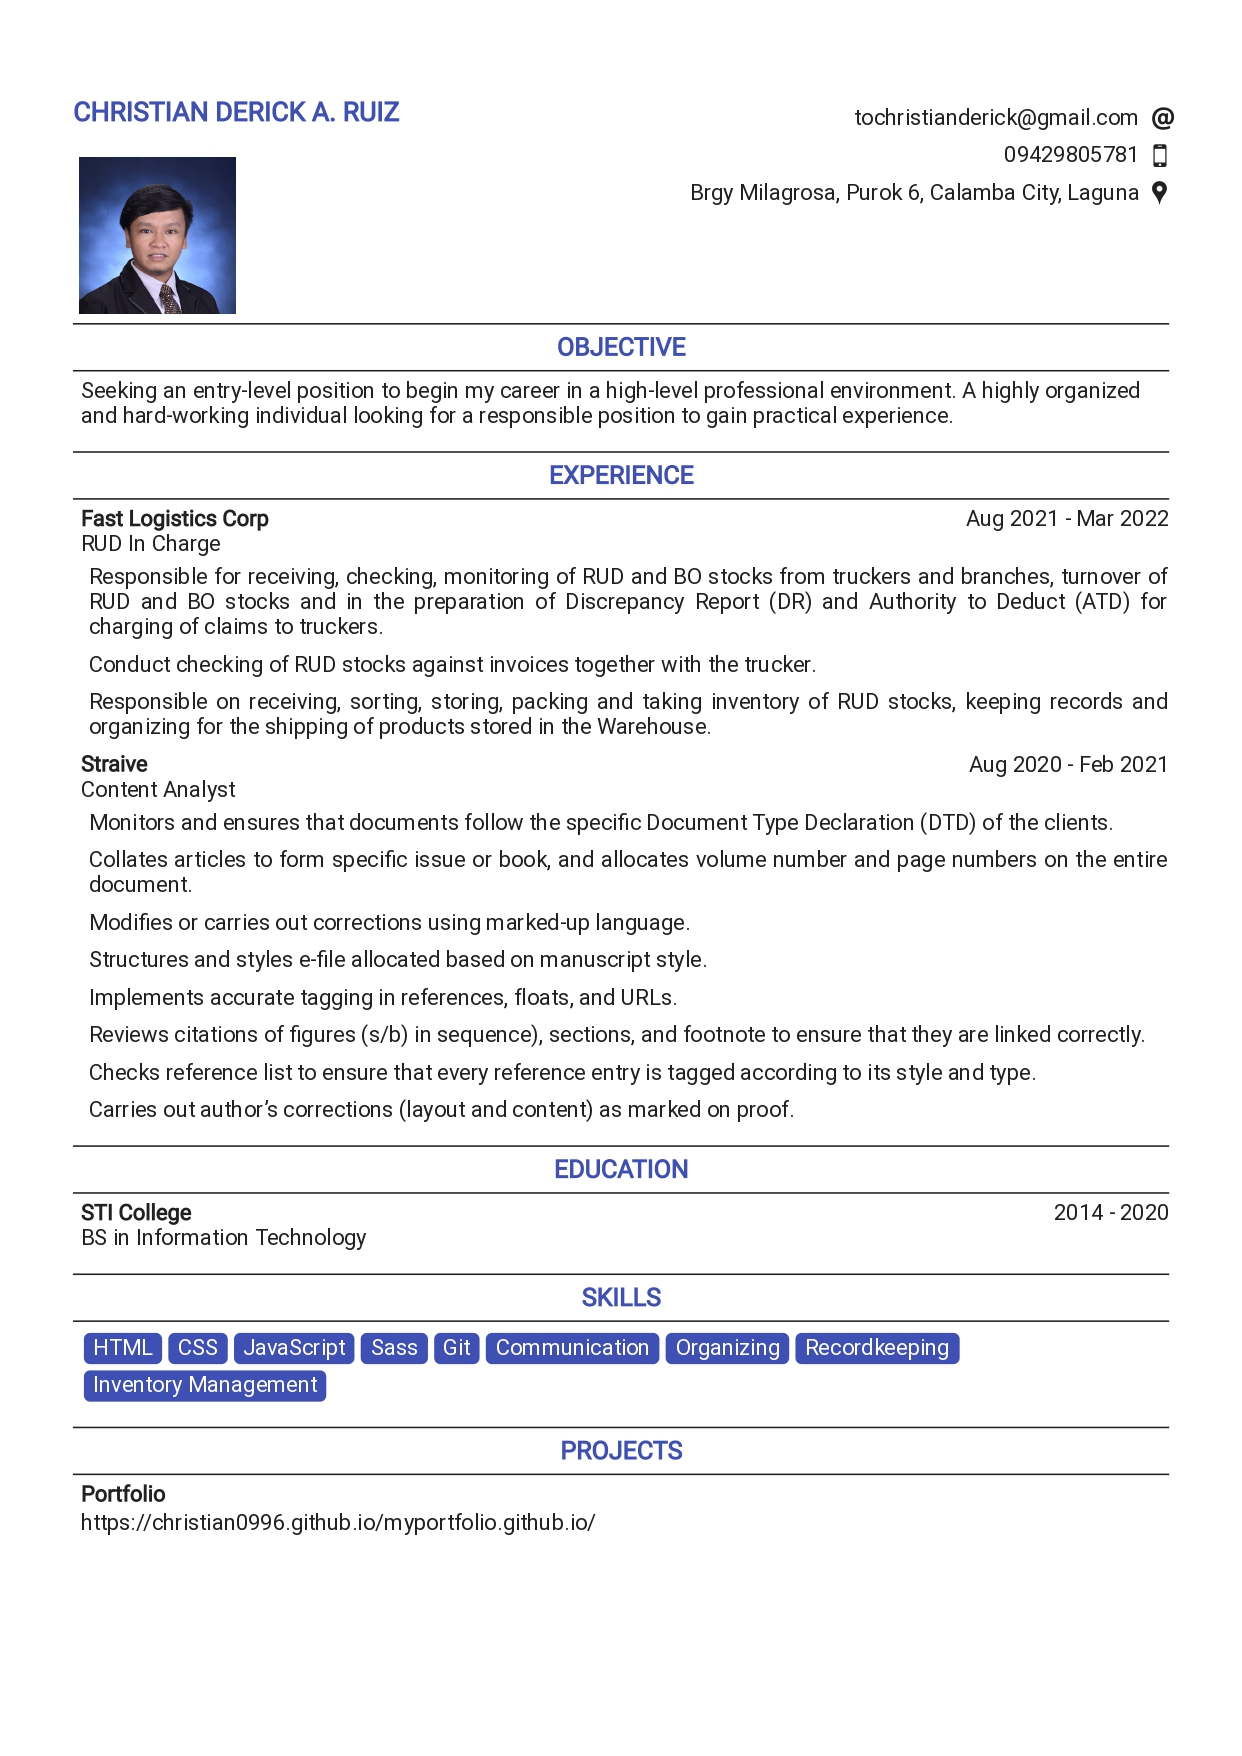 CHRISTIAN DERICK A. RUIZ
tochristianderick@gmail.com
09429805781
Brgy Milagrosa, Purok 6, Calamba City, Laguna
OBJECTIVE
Seeking an entry-level position to begin my career in a high-level professional environment. A highly organized
and hard-working individual looking for a responsible position to gain practical experience.
EXPERIENCE
Fast Logistics Corp Aug 2021 - Mar 2022
RUD In Charge
Responsible for receiving, checking, monitoring of RUD and BO stocks from truckers and branches, turnover of
RUD and BO stocks and in the preparation of Discrepancy Report (DR) and Authority to Deduct (ATD) for
charging of claims to truckers.
Conduct checking of RUD stocks against invoices together with the trucker.
Responsible on receiving, sorting, storing, packing and taking inventory of RUD stocks, keeping records and
organizing for the shipping of products stored in the Warehouse.
Straive Aug 2020 - Feb 2021
Content Analyst
Monitors and ensures that documents follow the specific Document Type Declaration (DTD) of the clients.
Collates articles to form specific issue or book, and allocates volume number and page numbers on the entire
document.
Modifies or carries out corrections using marked-up language.
Structures and styles e-file allocated based on manuscript style.
Implements accurate tagging in references, floats, and URLs.
Reviews citations of figures (s/b) in sequence), sections, and footnote to ensure that they are linked correctly.
Checks reference list to ensure that every reference entry is tagged according to its style and type.
Carries out author’s corrections (layout and content) as marked on proof.
EDUCATION
STI College 2014 - 2020
BS in Information Technology
SKILLS
HTML CSS JavaScript Sass Git Communication Organizing Recordkeeping
Inventory Management
PROJECTS
Portfolio
https://christian0996.github.io/myportfolio.github.io/